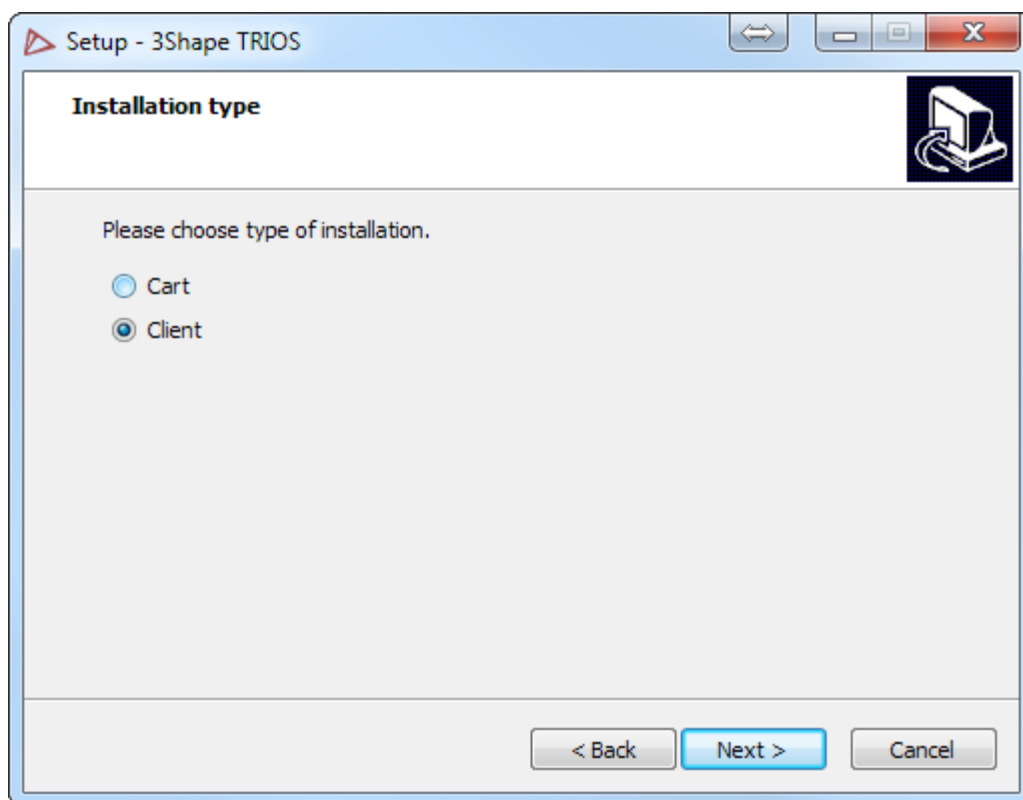 Setup - 3Shape TRIOS
Installation type
Please choose type of installation.
Cart
Client
< Back
Next >
Cancel